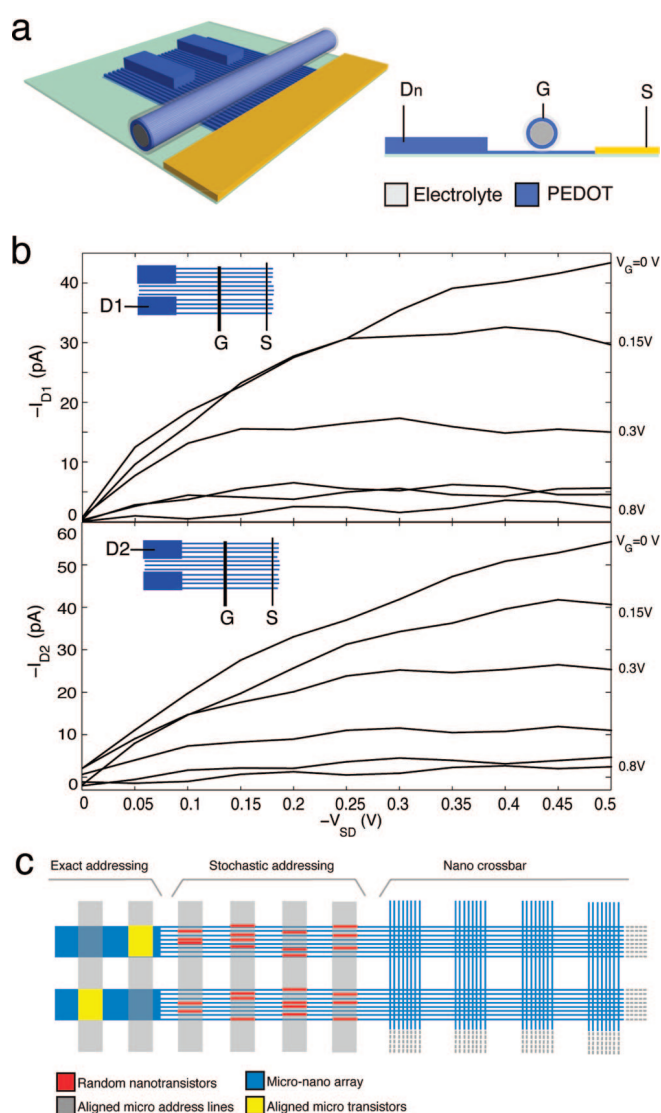 a
Dn
G
S
Electrolyte
PEDOT
b
40
30
20
10
0
-I_D1 (pA)
D1
G
S
V_G=0 V
0.15V
0.3V
0.8V
60
50
40
30
20
10
0
-I_D2 (pA)
D2
G
S
V_G=0 V
0.15V
0.3V
0.8V
0 0.05 0.1 0.15 0.2 0.25 0.3 0.35 0.4 0.45 0.5
-V_SD (V)
c
Exact addressing
Stochastic addressing
Nano crossbar
Random nanotransistors
Micro-nano array
Aligned micro address lines
Aligned micro transistors